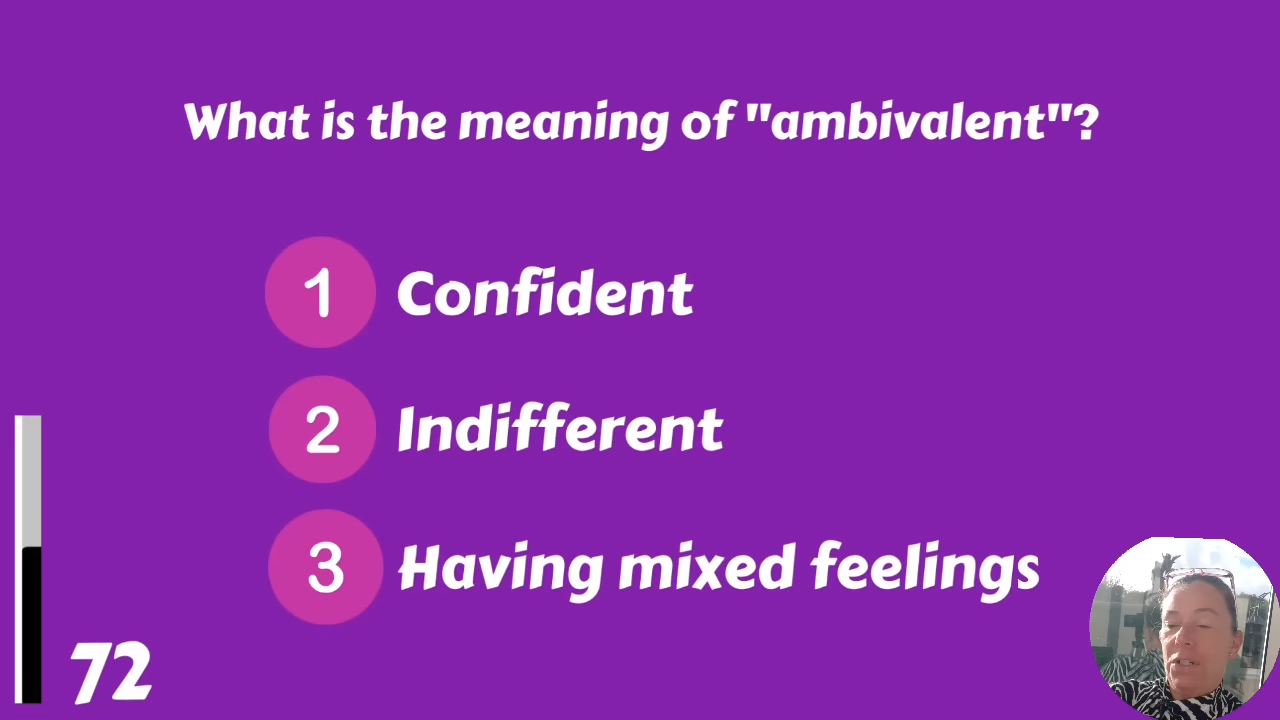 What is the meaning of "ambivalent"?
1 Confident
2 Indifferent
3 Having mixed feelings
72